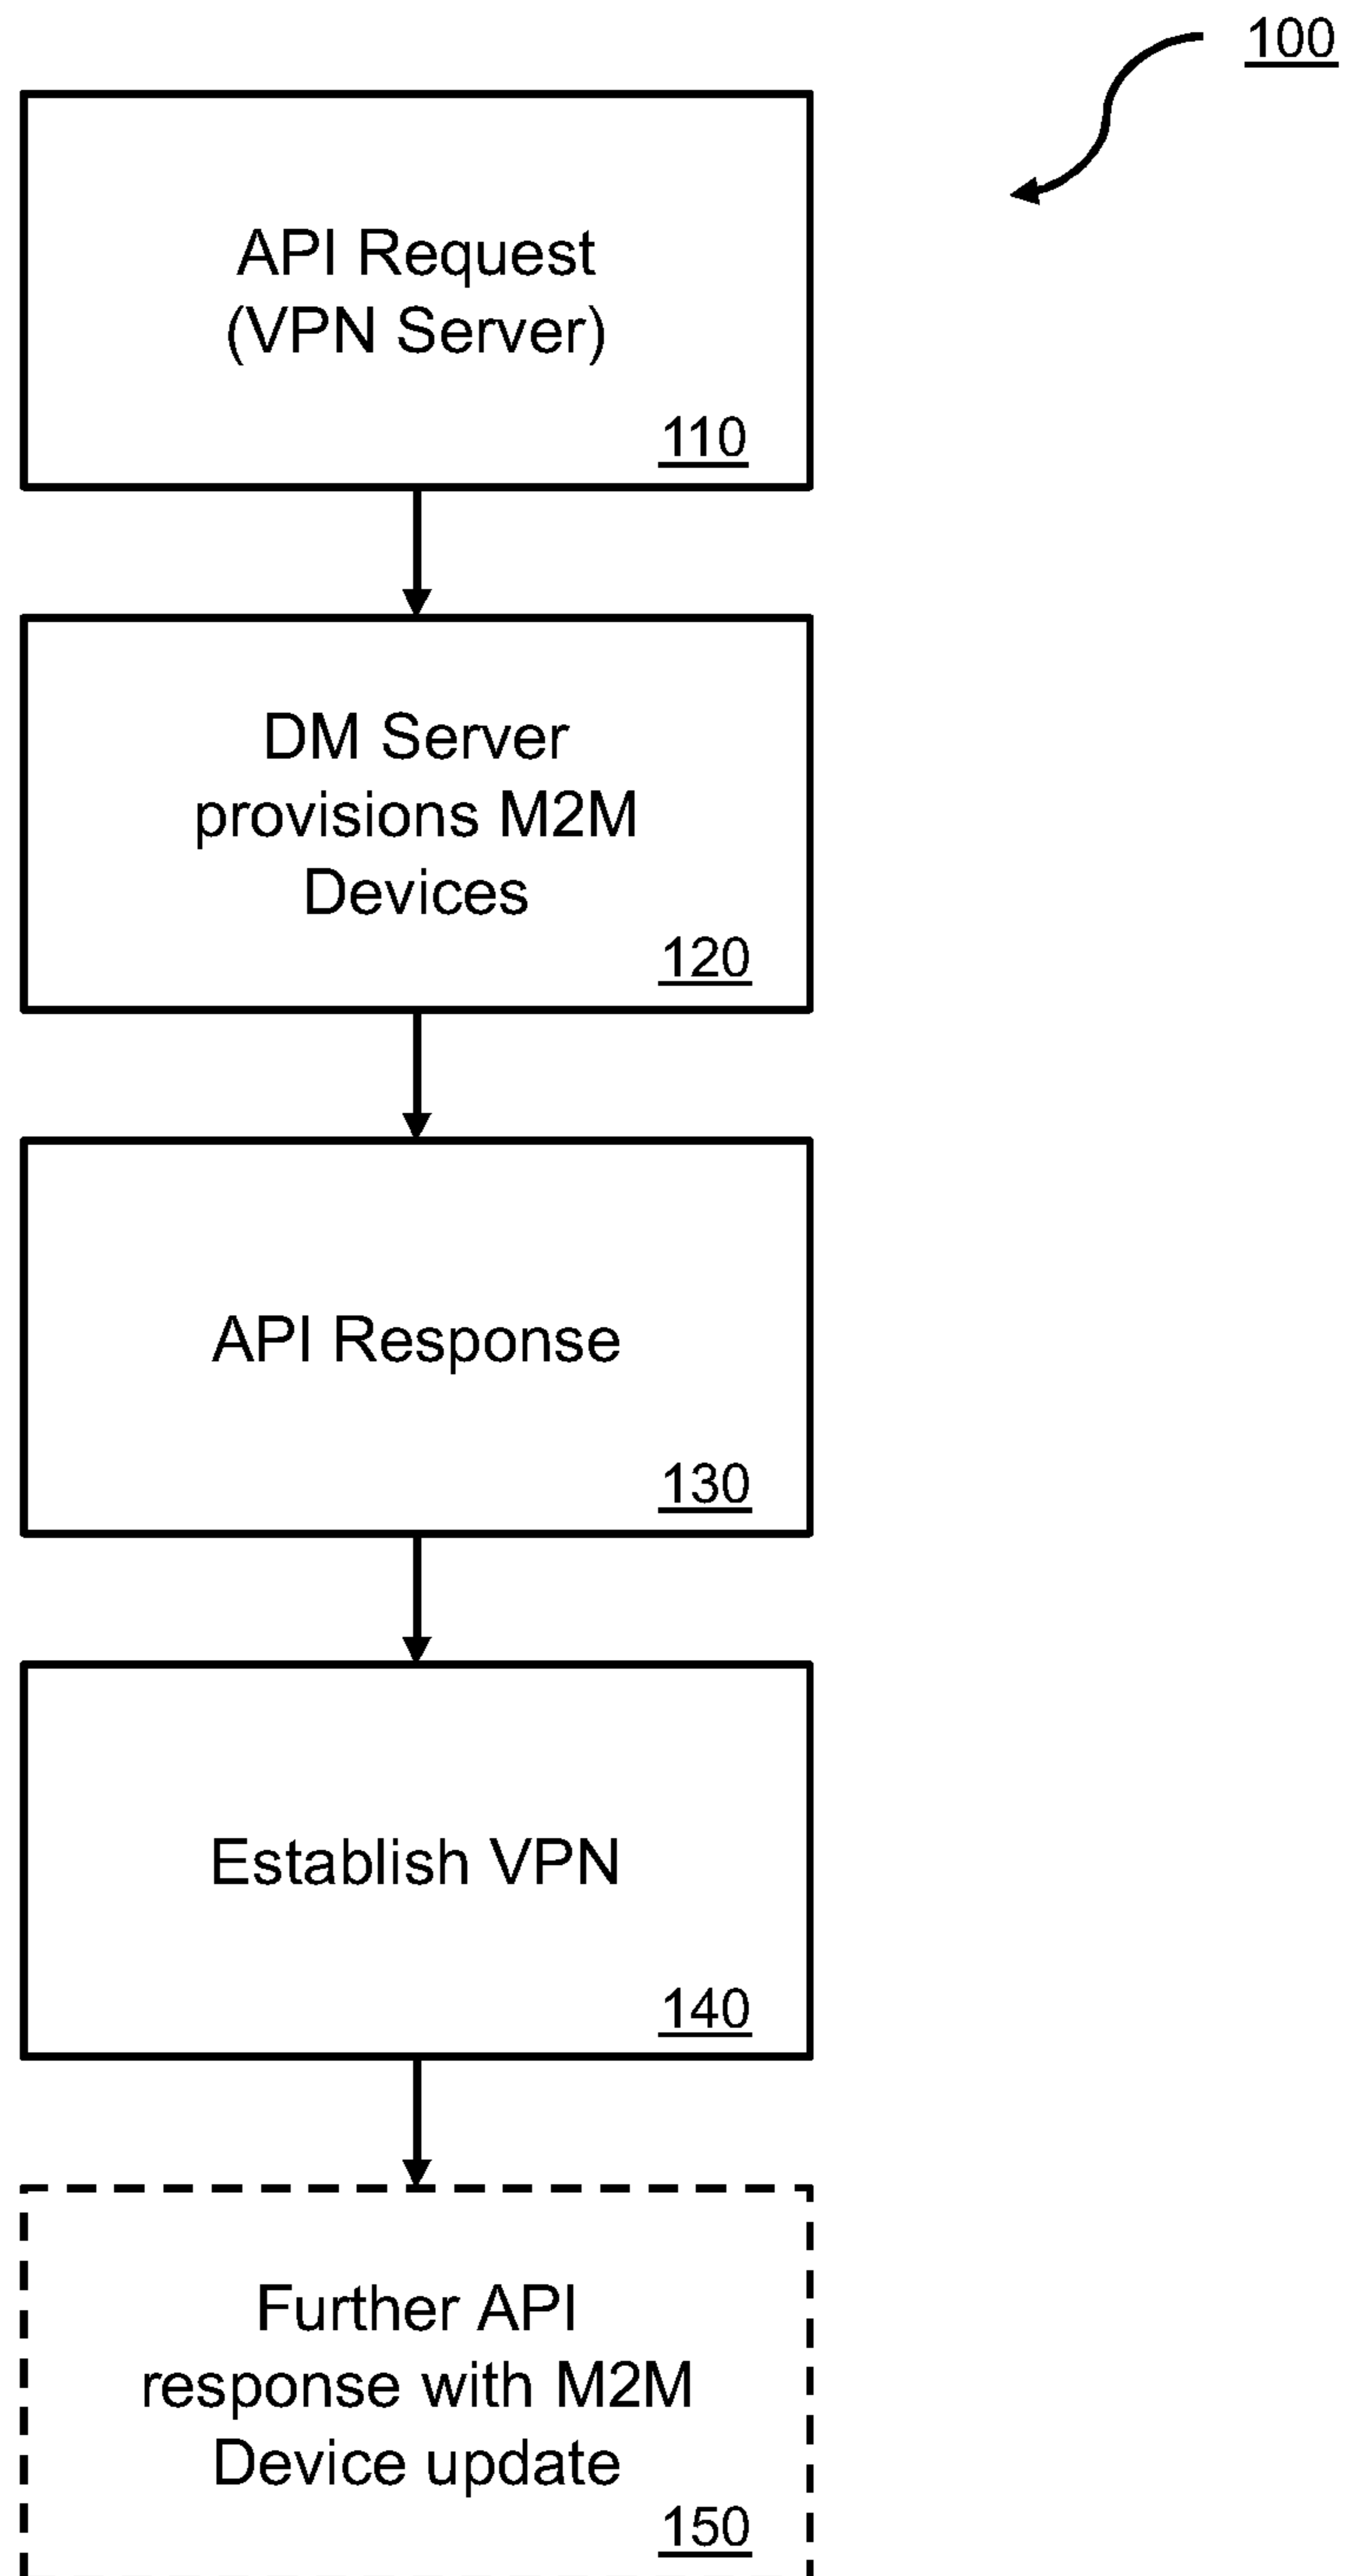 100
API Request
(VPN Server)
110
DM Server
provisions M2M
Devices
120
API Response
130
Establish VPN
140
Further API
response with M2M
Device update
150